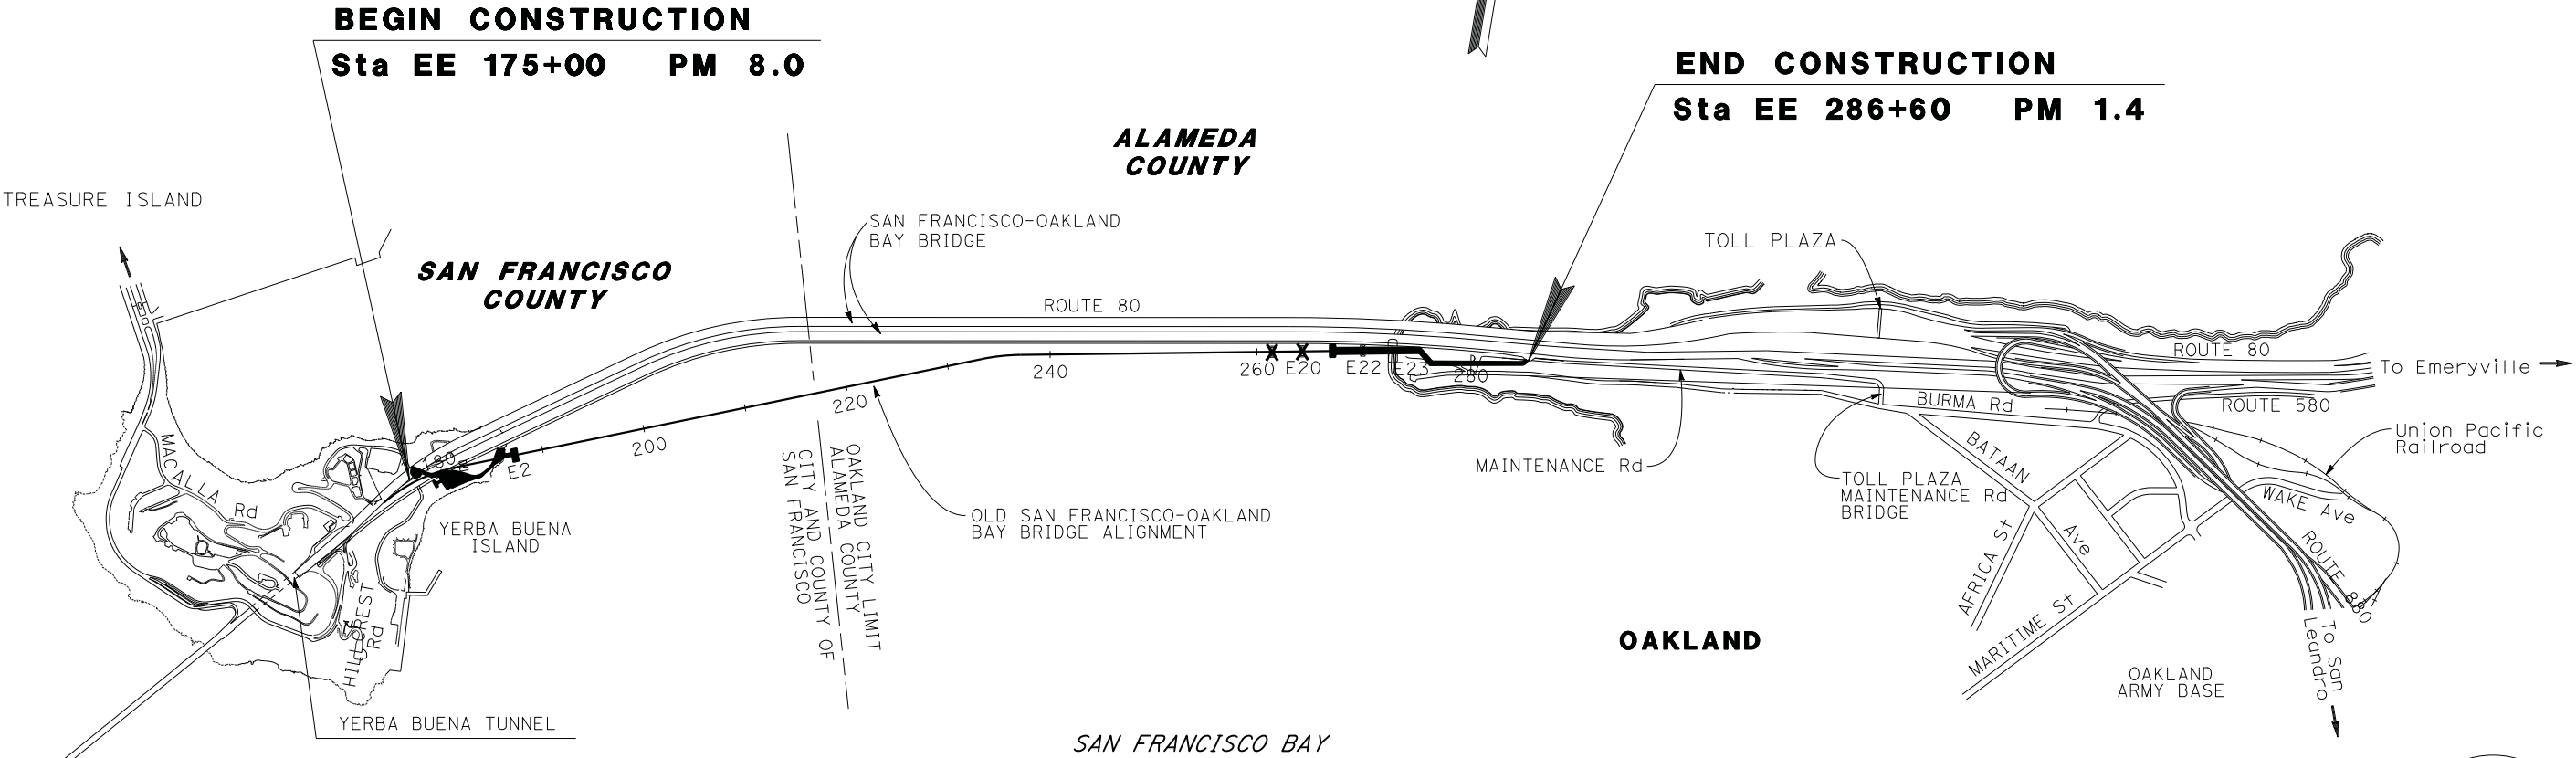 BEGIN CONSTRUCTION
Sta EE 175+00 PM 8.0
END CONSTRUCTION
Sta EE 286+60 PM 1.4
ALAMEDA
COUNTY
TREASURE ISLAND
SAN FRANCISCO-OAKLAND
BAY BRIDGE
TOLL PLAZA
SAN FRANCISCO
COUNTY
ROUTE 80
ROUTE 80
To Emeryville
260 E20 E22 E23 280
240
220
200
180
E2
BURMA Rd
ROUTE 580
Union Pacific
Railroad
MACALLA Rd
BATAAN Ave
MAINTENANCE Rd
TOLL PLAZA
MAINTENANCE Rd
BRIDGE
WAKE Ave
YERBA BUENA
ISLAND
OLD SAN FRANCISCO-OAKLAND
BAY BRIDGE ALIGNMENT
OAKLAND CITY LIMIT
ALAMEDA COUNTY
CITY AND COUNTY OF
SAN FRANCISCO
HILLCREST Rd
AFRICA St
ROUTE 880
MARITIME St
OAKLAND
To San
Leandro
OAKLAND
ARMY BASE
YERBA BUENA TUNNEL
SAN FRANCISCO BAY